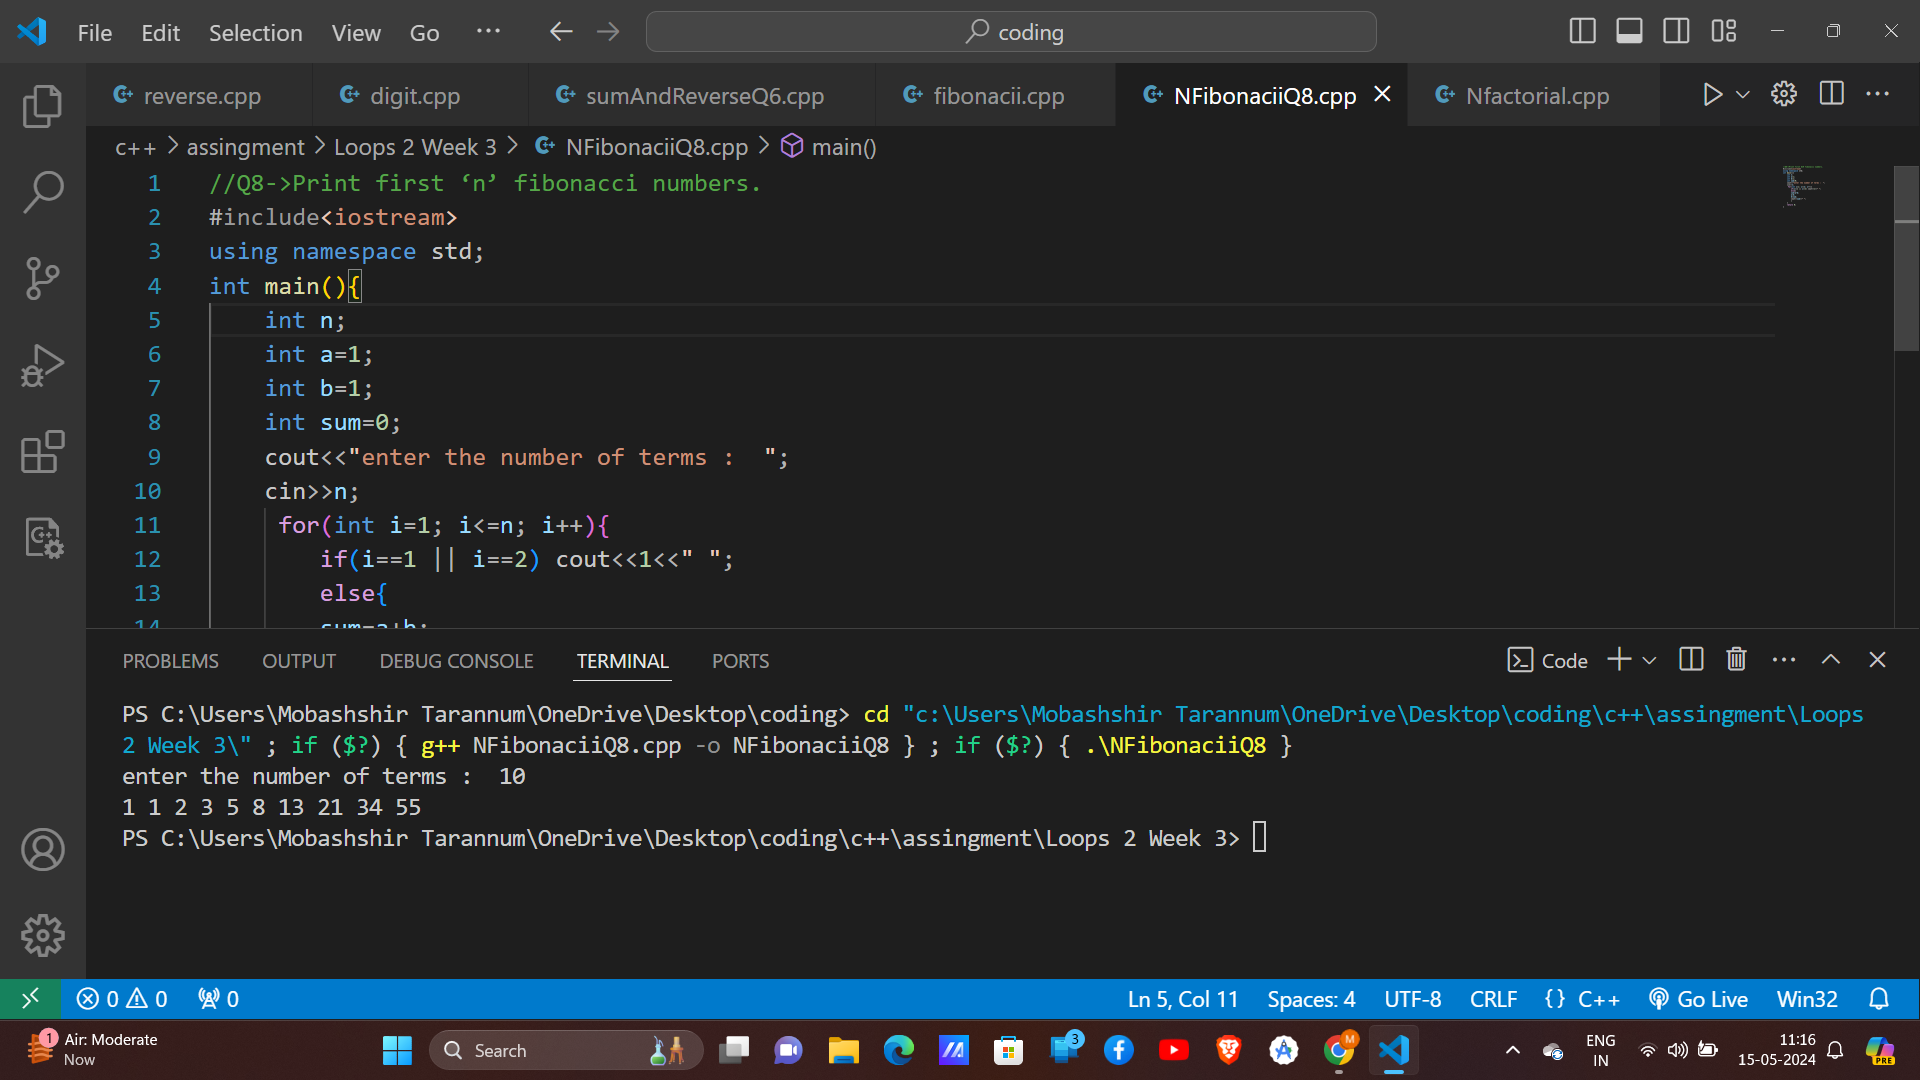 File Edit Selection View Go ··· coding
reverse.cpp digit.cpp sumAndReverseQ6.cpp fibonacii.cpp NFibonaciiQ8.cpp Nfactorial.cpp
c++ > assingment > Loops 2 Week 3 > NFibonaciiQ8.cpp > main()
1 //Q8->Print first ‘n’ fibonacci numbers.
2 #include<iostream>
3 using namespace std;
4 int main(){
5 int n;
6 int a=1;
7 int b=1;
8 int sum=0;
9 cout<<"enter the number of terms :  ";
10 cin>>n;
11 for(int i=1; i<=n; i++){
12 if(i==1 || i==2) cout<<1<<" ";
13 else{
14 sum=a+b;
PROBLEMS OUTPUT DEBUG CONSOLE TERMINAL PORTS Code
PS C:\Users\Mobashshir Tarannum\OneDrive\Desktop\coding> cd "c:\Users\Mobashshir Tarannum\OneDrive\Desktop\coding\c++\assingment\Loops
2 Week 3\" ; if ($?) { g++ NFibonaciiQ8.cpp -o NFibonaciiQ8 } ; if ($?) { .\NFibonaciiQ8 }
enter the number of terms :  10
1 1 2 3 5 8 13 21 34 55
PS C:\Users\Mobashshir Tarannum\OneDrive\Desktop\coding\c++\assingment\Loops 2 Week 3>
0 0 0 Ln 5, Col 11 Spaces: 4 UTF-8 CRLF {} C++ Go Live Win32
1 Air: Moderate
Now
Search
3
M
ENG
IN
11:16
15-05-2024
PRE